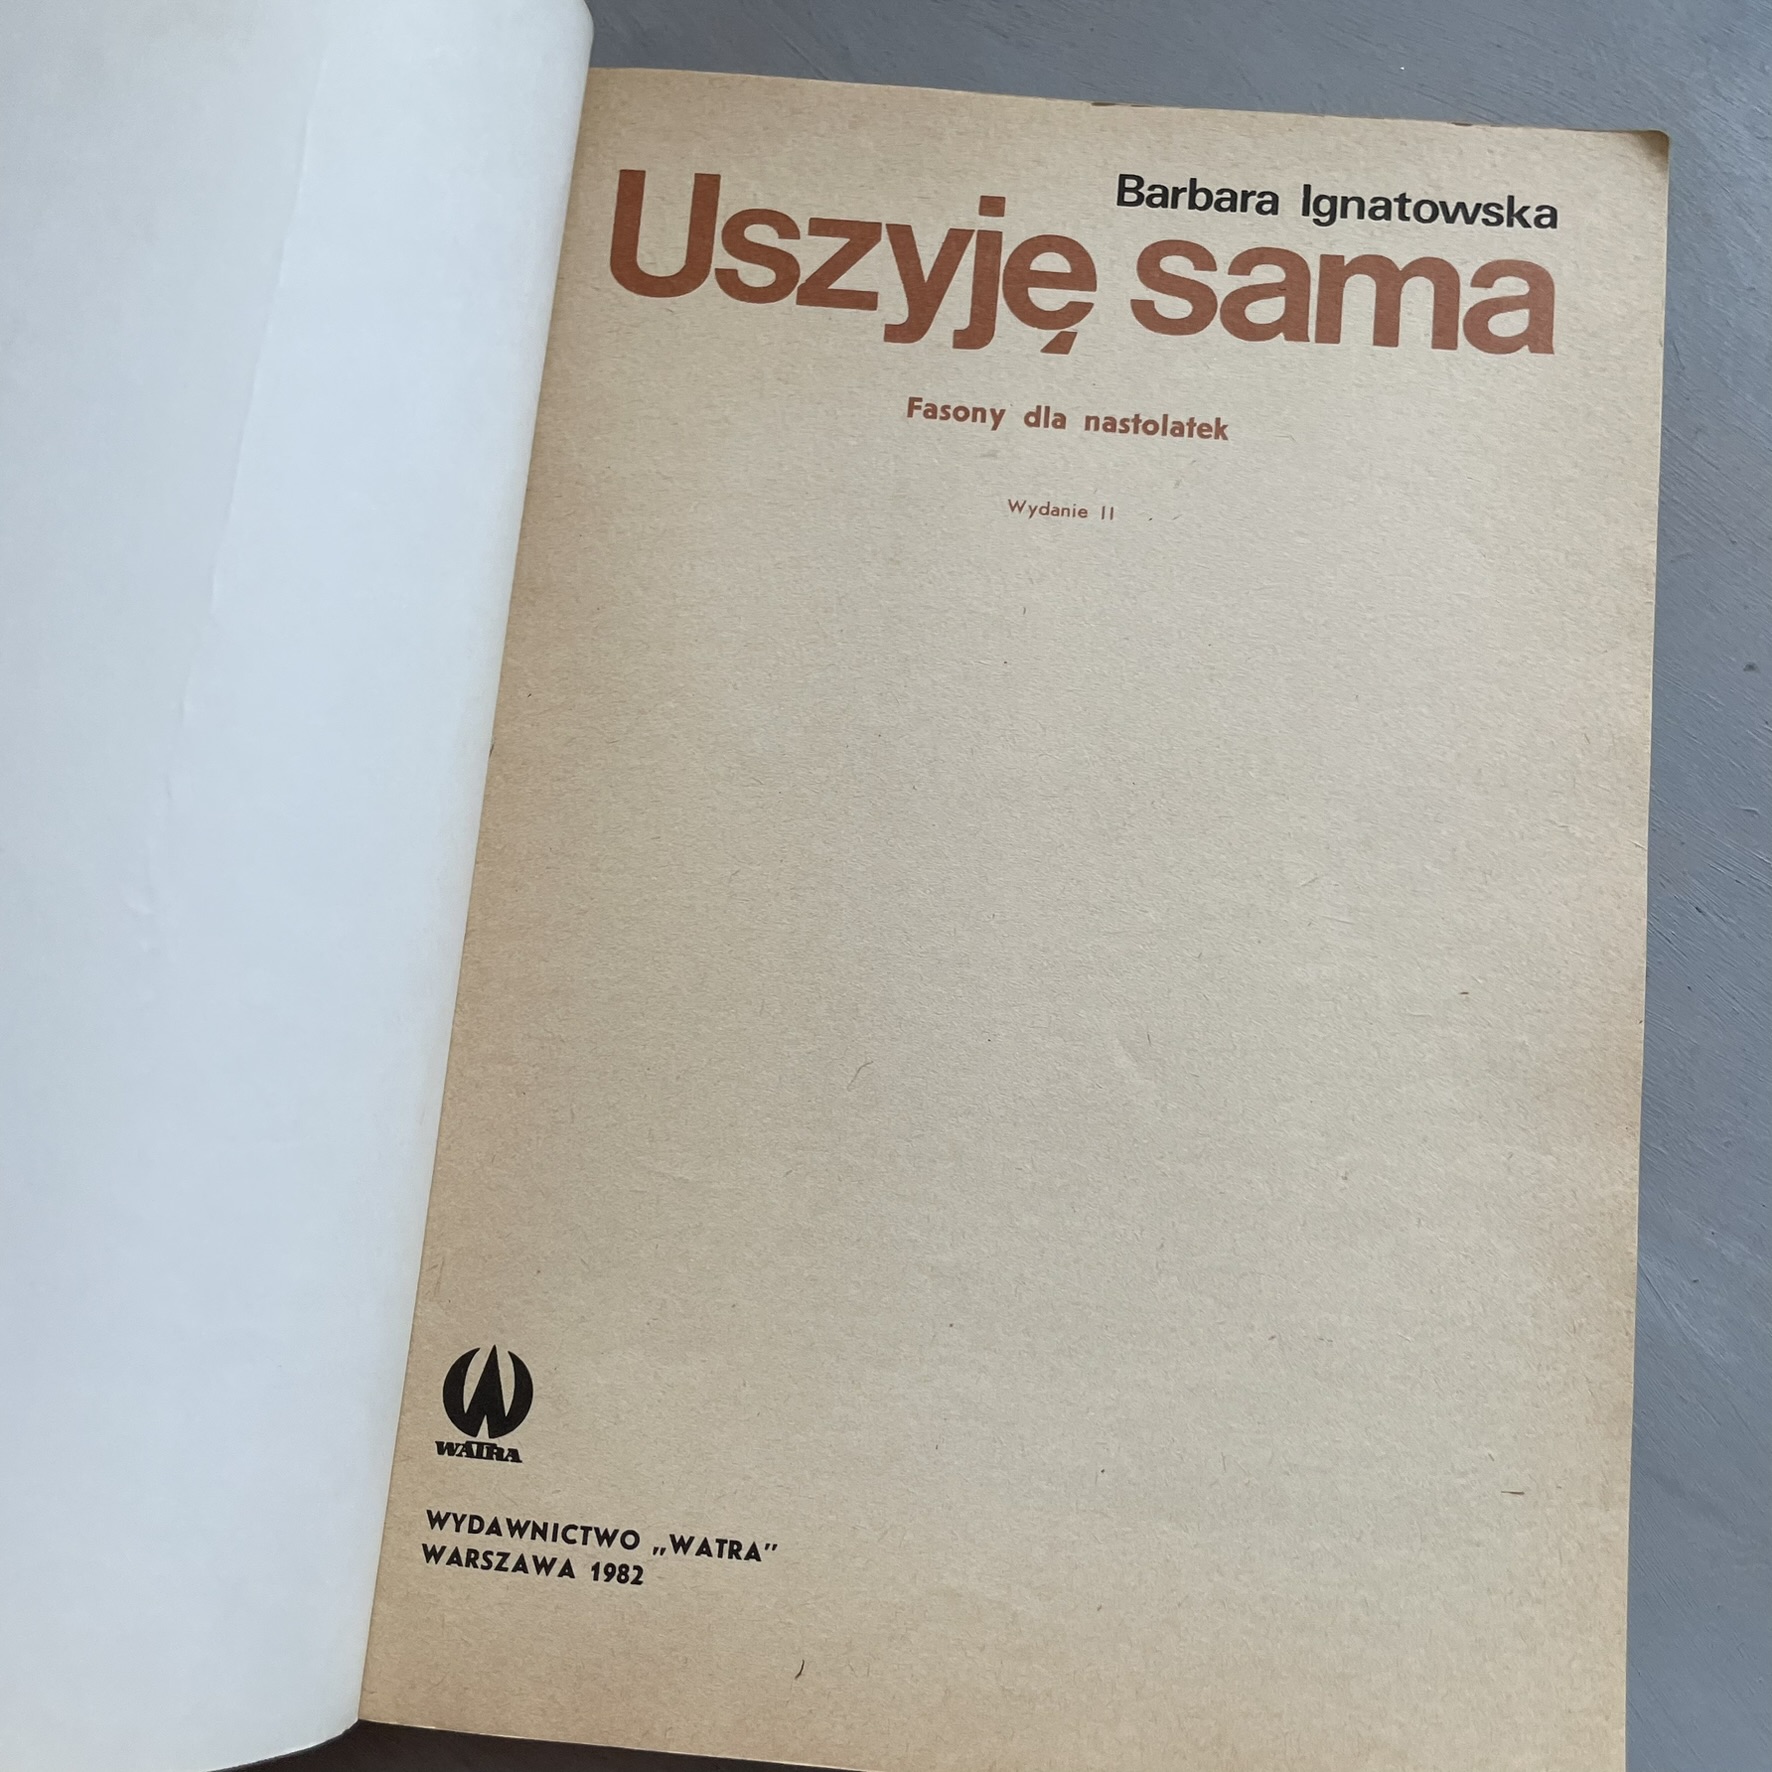 Barbara Ignatowska
Uszyję sama
Fasony dla nastolatek
Wydanie II
WATRA
WYDAWNICTWO „WATRA”
WARSZAWA 1982